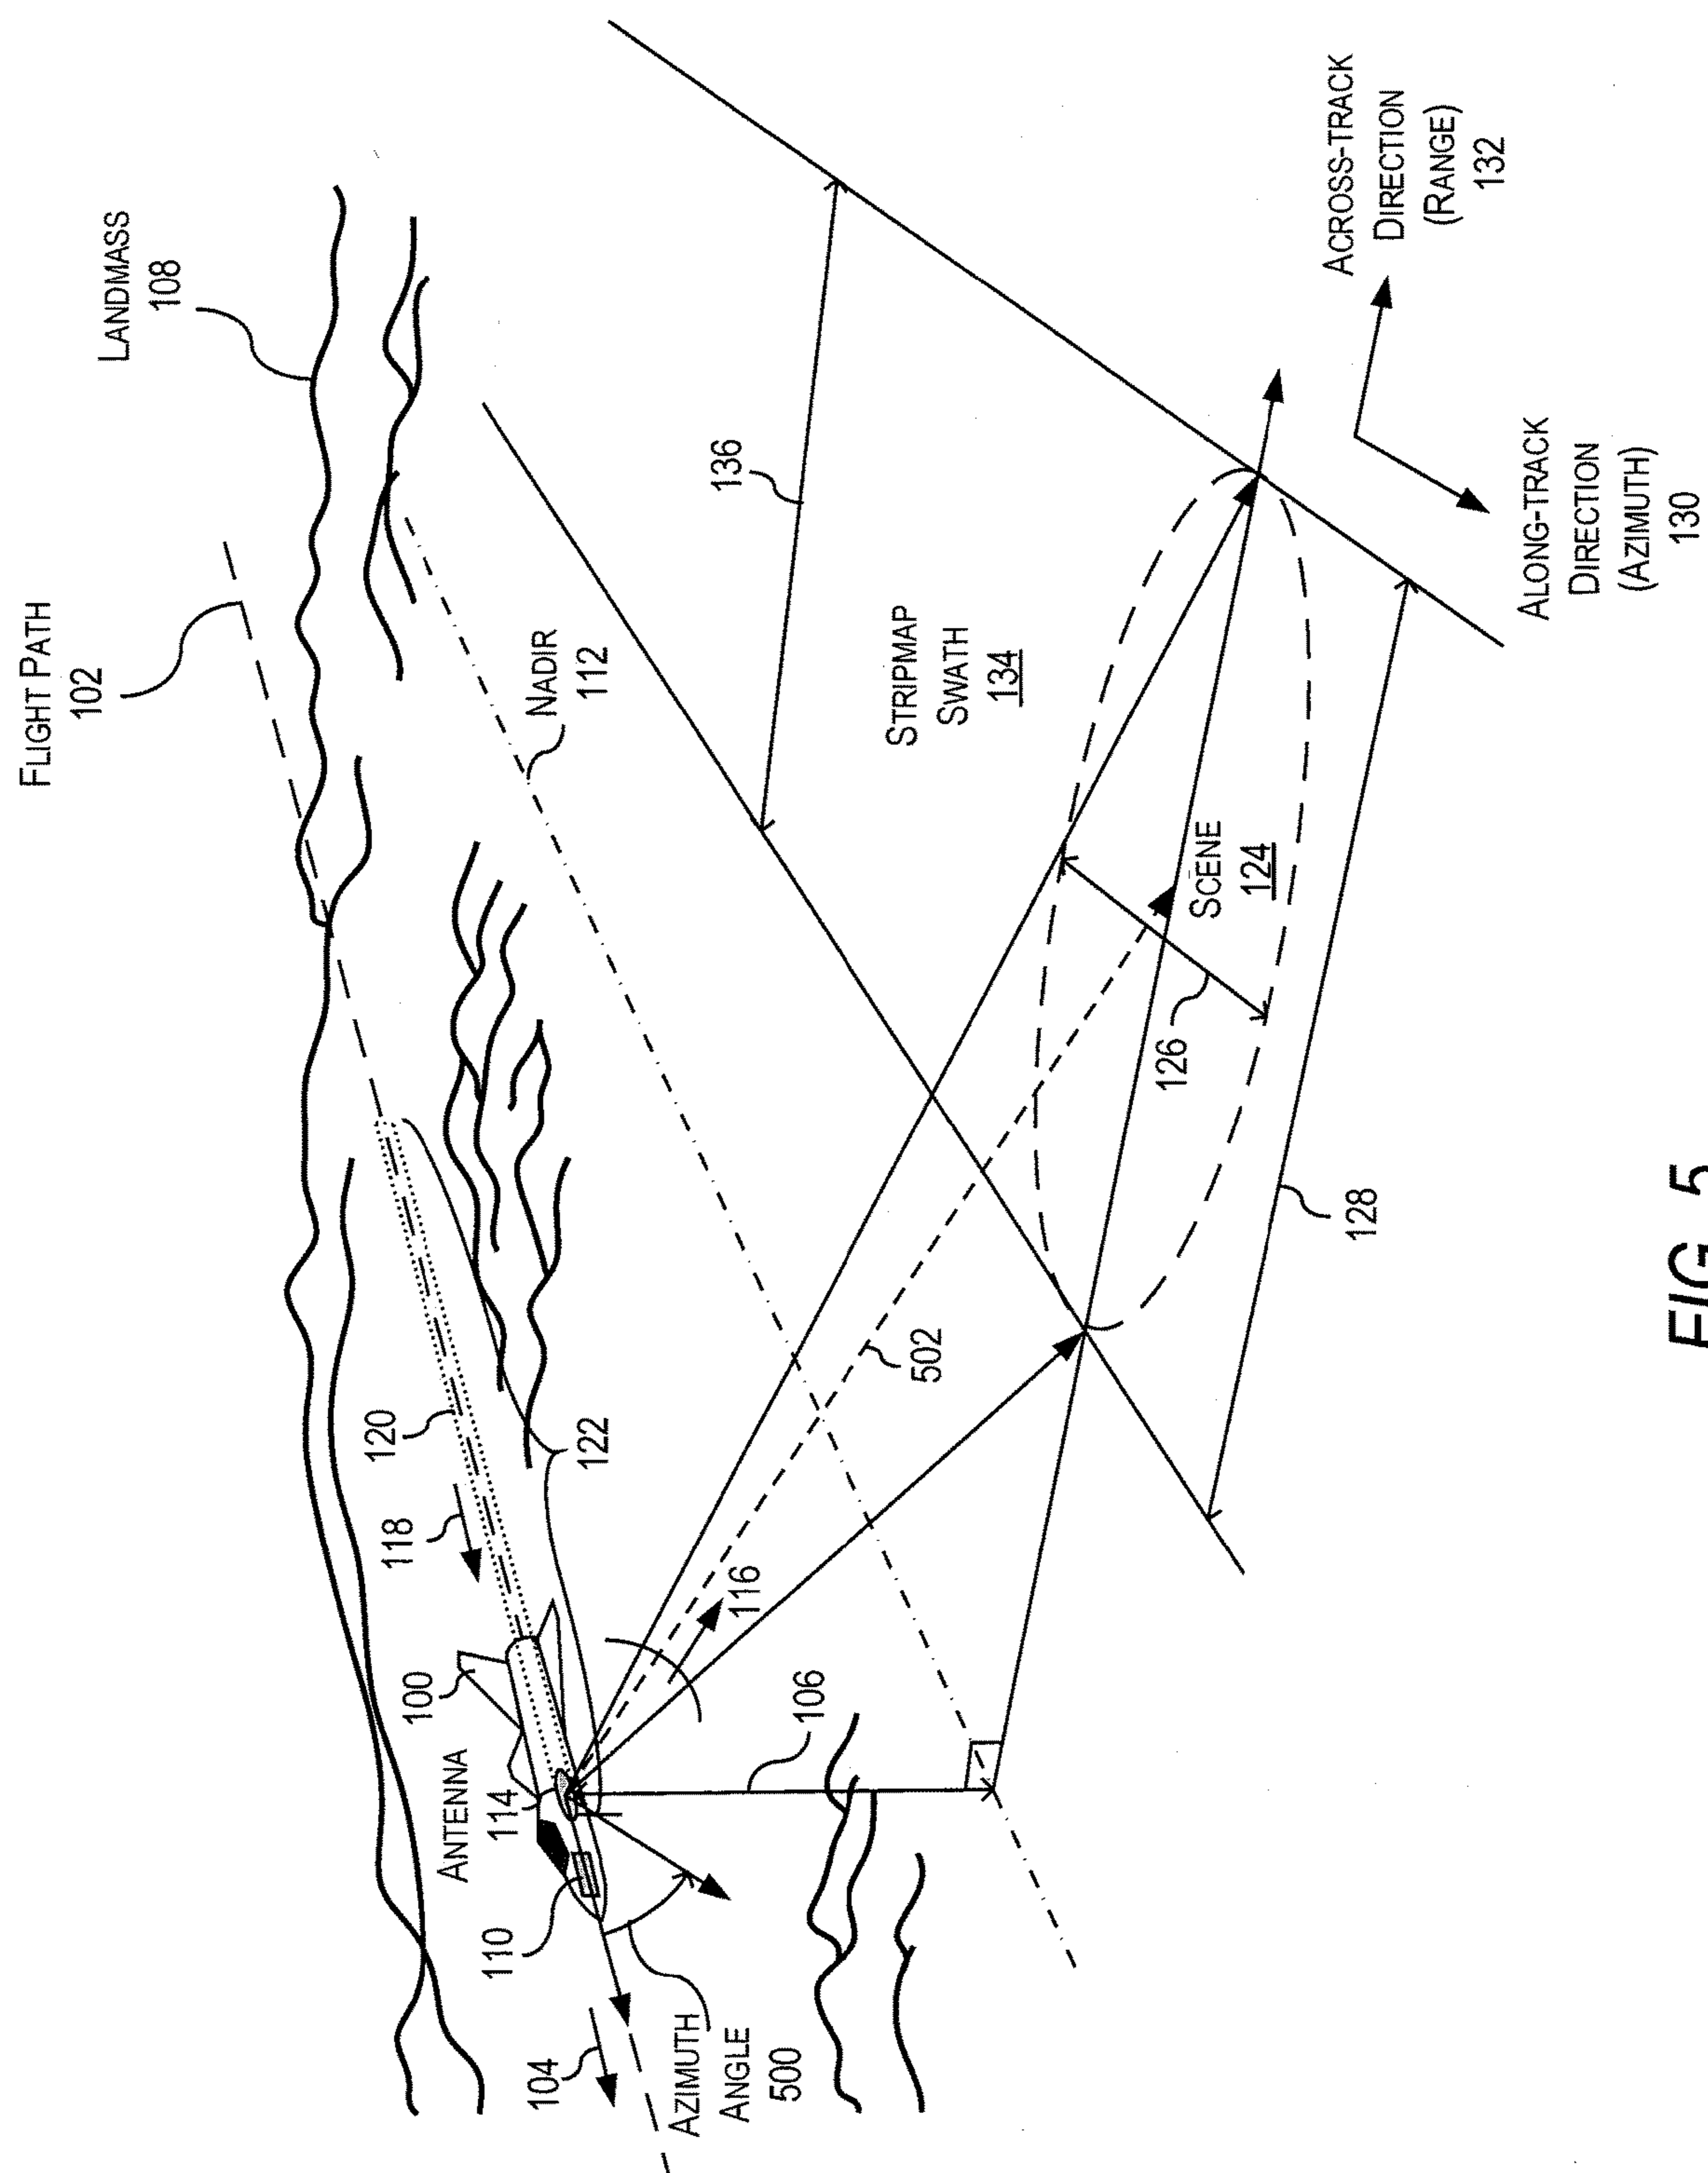 FLIGHT PATH
102
LANDMASS
108
NADIR
112
136
STRIPMAP
SWATH
134
ACROSS-TRACK
DIRECTION
(RANGE)
132
ALONG-TRACK
DIRECTION
(AZIMUTH)
130
SCENE
124
126
128
502
122
120
118
116
100
ANTENNA
114
106
110
104
AZIMUTH
ANGLE
500
FIG. 5